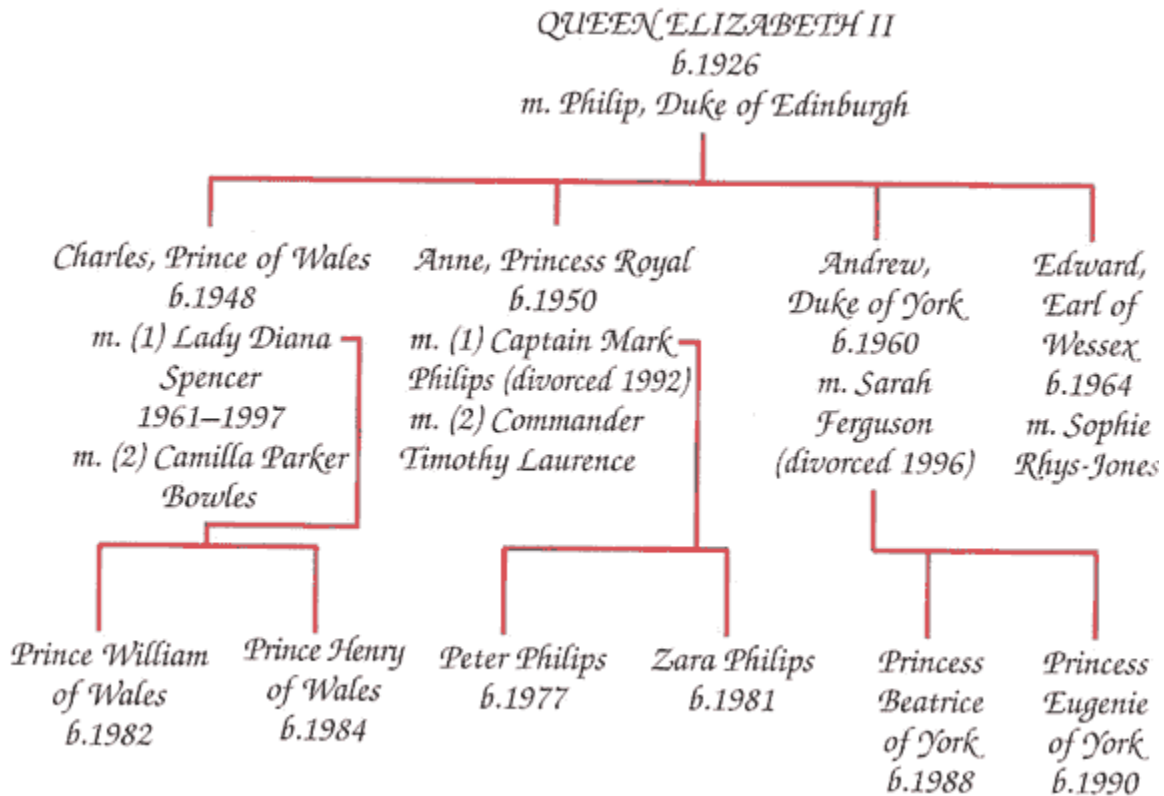 QUEEN ELIZABETH II
b.1926
m. Philip, Duke of Edinburgh
Charles, Prince of Wales
b.1948
m. (1) Lady Diana
Spencer
1961–1997
m. (2) Camilla Parker
Bowles
Anne, Princess Royal
b.1950
m. (1) Captain Mark
Philips (divorced 1992)
m. (2) Commander
Timothy Laurence
Andrew,
Duke of York
b.1960
m. Sarah
Ferguson
(divorced 1996)
Edward,
Earl of
Wessex
b.1964
m. Sophie
Rhys-Jones
Prince William
of Wales
b.1982
Prince Henry
of Wales
b.1984
Peter Philips
b.1977
Zara Philips
b.1981
Princess
Beatrice
of York
b.1988
Princess
Eugenie
of York
b.1990